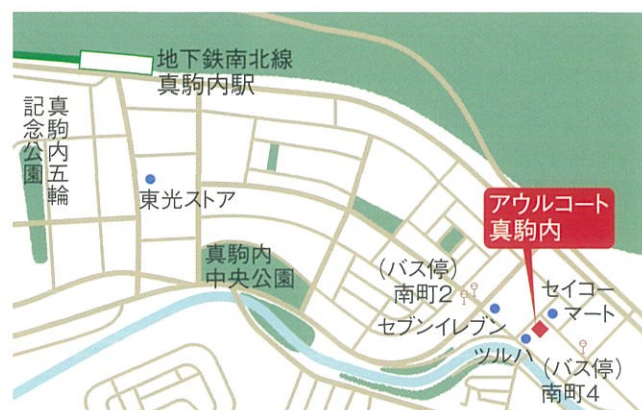 地下鉄南北線
真駒内駅
真駒内五輪
記念公園
東光ストア
真駒内
中央公園
アウルコート
真駒内
(バス停)
南町2
セイコー
マート
セブンイレブン
ツルハ
(バス停)
南町4